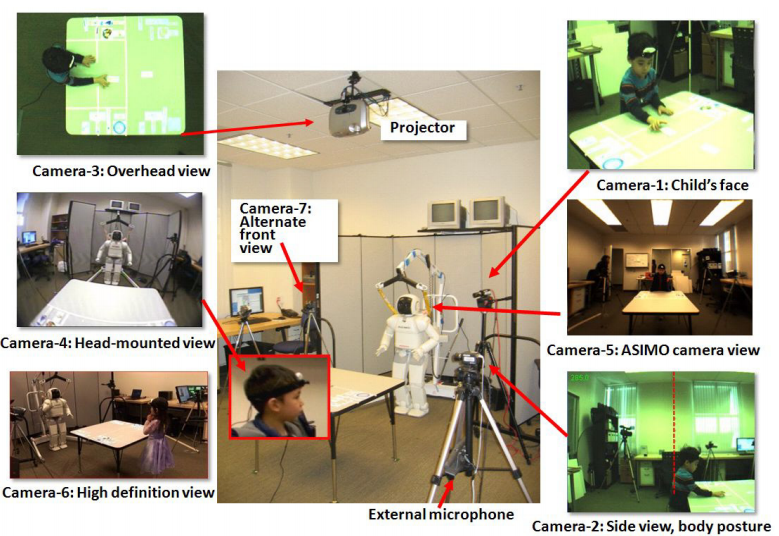 Camera-3: Overhead view
Projector
Camera-1: Child's face
Camera-7:
Alternate
front
view
Camera-4: Head-mounted view
Camera-5: ASIMO camera view
Camera-6: High definition view
External microphone
Camera-2: Side view, body posture